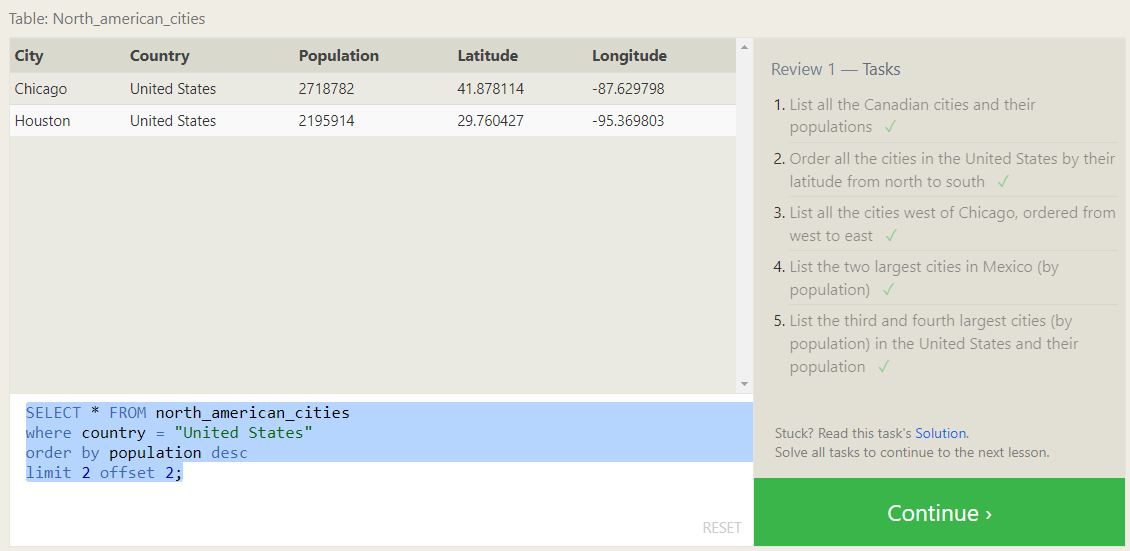 Table: North_american_cities
City Country Population Latitude Longitude
Chicago United States 2718782 41.878114 -87.629798
Houston United States 2195914 29.760427 -95.369803
SELECT * FROM north_american_cities
where country = "United States"
order by population desc
limit 2 offset 2;
RESET
Review 1 — Tasks
1. List all the Canadian cities and their
populations ✓
2. Order all the cities in the United States by their
latitude from north to south ✓
3. List all the cities west of Chicago, ordered from
west to east ✓
4. List the two largest cities in Mexico (by
population) ✓
5. List the third and fourth largest cities (by
population) in the United States and their
population ✓
Stuck? Read this task's Solution.
Solve all tasks to continue to the next lesson.
Continue ›